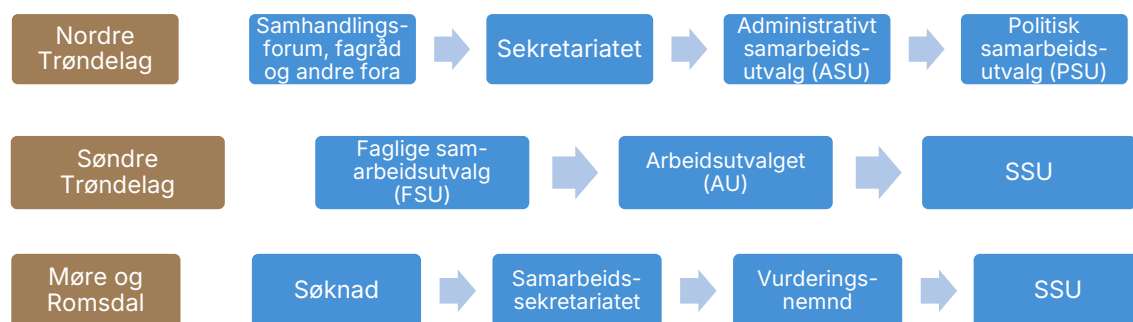 Nordre
Trøndelag
Samhandlings-
forum, fagråd
og andre fora
Sekretariatet
Administrativt
samarbeids-
utvalg (ASU)
Politisk
samarbeids-
utvalg (PSU)
Søndre
Trøndelag
Faglige sam-
arbeidsutvalg
(FSU)
Arbeidsutvalget
(AU)
SSU
Møre og
Romsdal
Søknad
Samarbeids-
sekretariatet
Vurderings-
nemnd
SSU